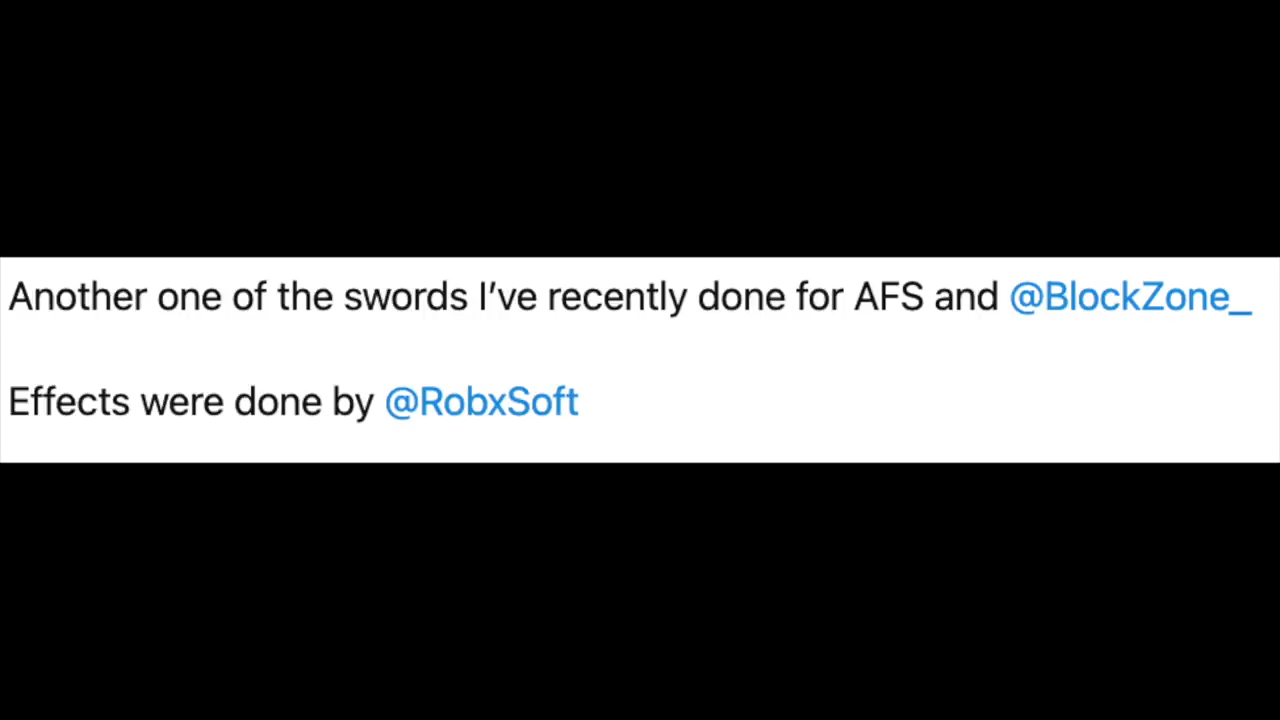 Another one of the swords I’ve recently done for AFS and @BlockZone_
Effects were done by @RobxSoft